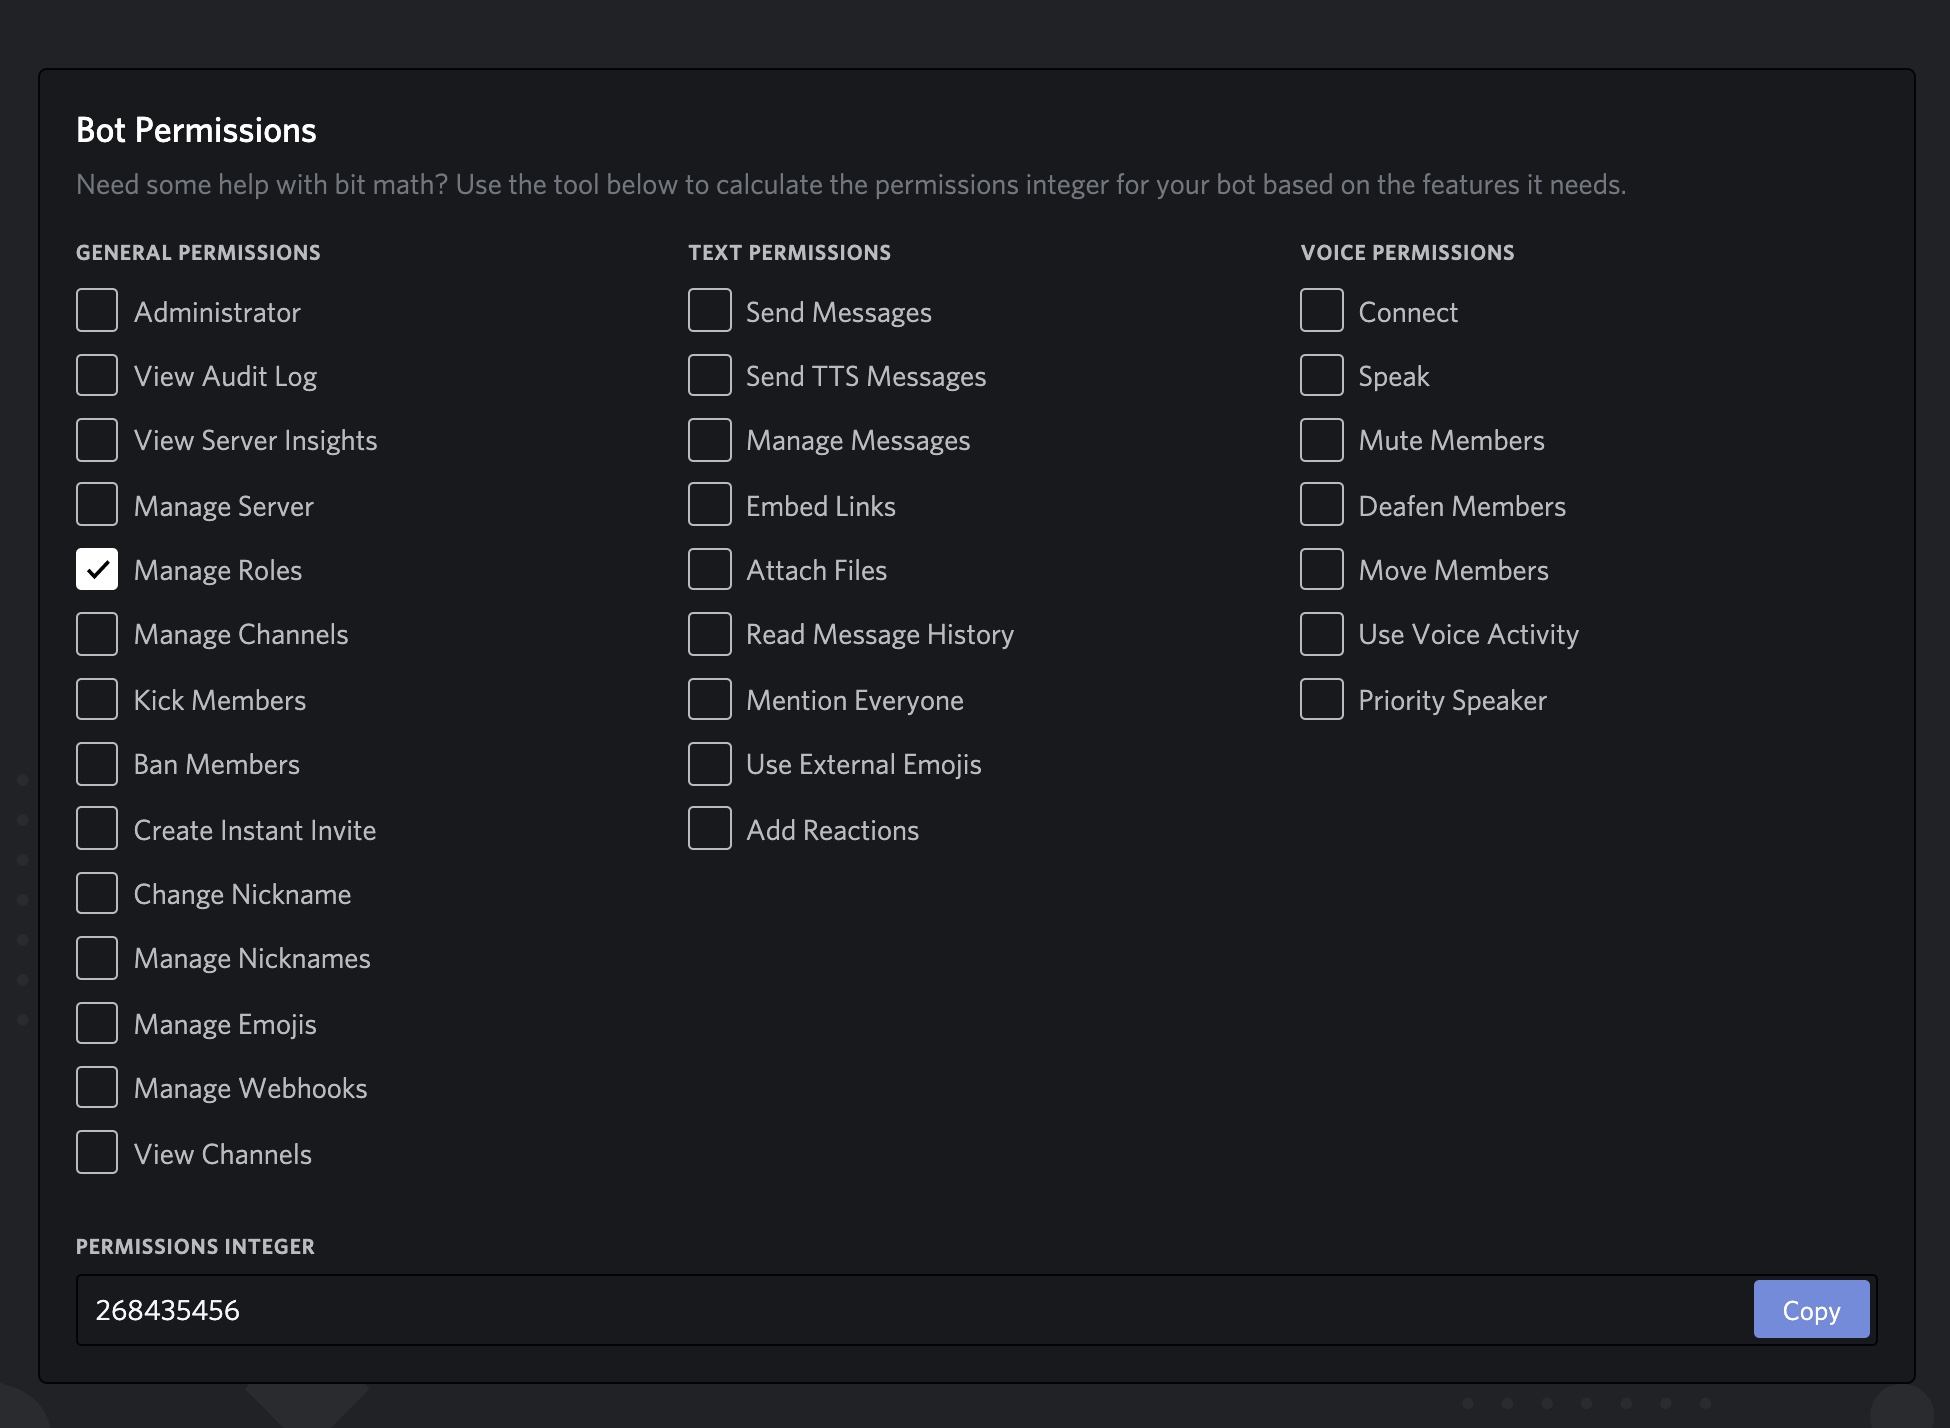 Bot Permissions
Need some help with bit math? Use the tool below to calculate the permissions integer for your bot based on the features it needs.
GENERAL PERMISSIONS
Administrator
View Audit Log
View Server Insights
Manage Server
Manage Roles
Manage Channels
Kick Members
Ban Members
Create Instant Invite
Change Nickname
Manage Nicknames
Manage Emojis
Manage Webhooks
View Channels
TEXT PERMISSIONS
Send Messages
Send TTS Messages
Manage Messages
Embed Links
Attach Files
Read Message History
Mention Everyone
Use External Emojis
Add Reactions
VOICE PERMISSIONS
Connect
Speak
Mute Members
Deafen Members
Move Members
Use Voice Activity
Priority Speaker
PERMISSIONS INTEGER
268435456
Copy